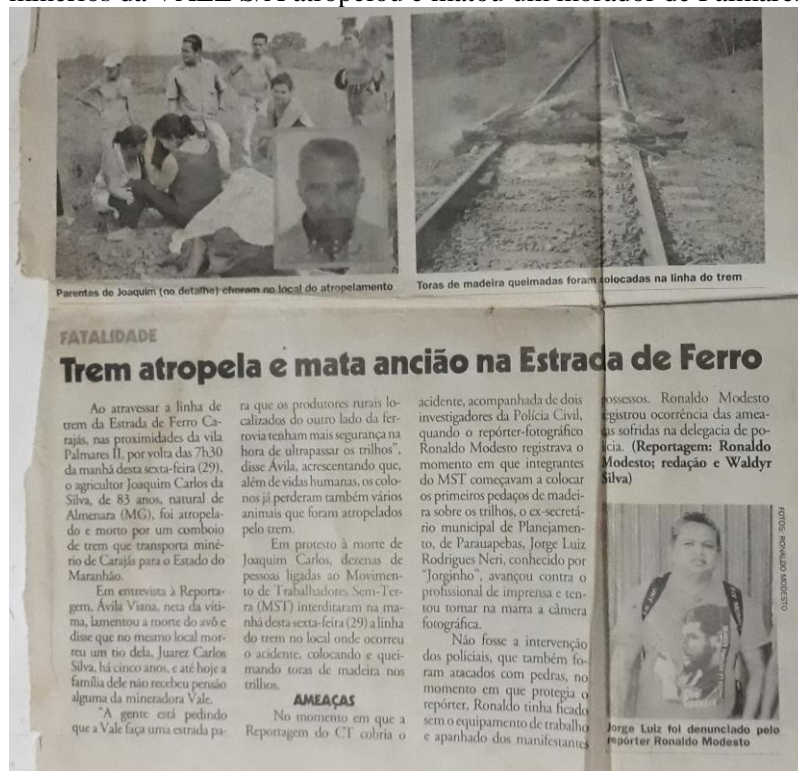 minérios da VALE S/A atropelou e matou um morador de Palmares
Parentes de Joaquim (no detalhe) choram no local do atropelamento
Toras de madeira queimadas foram colocadas na linha do trem
FATALIDADE
Trem atropela e mata ancião na Estrada de Ferro
Ao atravessar a linha de
trem da Estrada de Ferro Ca-
rajás, nas proximidades da vila
Palmares II, por volta das 7h30
da manhã desta sexta-feira (29),
o agricultor Joaquim Carlos da
Silva, de 83 anos, natural de
Almenara (MG), foi atropela-
do e morto por um comboio
de trem que transporta miné-
rio de Carajás para o Estado do
Maranhão.
Em entrevista à Reporta-
gem, Ávila Viana, neta da víti-
ma, lamentou a morte do avô e
disse que no mesmo local mor-
reu um tio dela, Juarez Carlos
Silva, há cinco anos, e até hoje a
família dele não recebeu pensão
alguma da mineradora Vale.
"A gente está pedindo
que a Vale faça uma estrada pa-
ra que os produtores rurais lo-
calizados do outro lado da fer-
rovia tenham mais segurança na
hora de ultrapassar os trilhos",
disse Ávila, acrescentando que,
além de vidas humanas, os colo-
nos já perderam também vários
animais que foram atropelados
pelo trem.
Em protesto à morte de
Joaquim Carlos, dezenas de
pessoas ligadas ao Movimen-
to de Trabalhadores Sem-Ter-
ra (MST) interditaram na ma-
nhã desta sexta-feira (29) a linha
do trem no local onde ocorreu
o acidente, colocando e quei-
mando toras de madeira nos
trilhos.
AMEAÇAS
No momento em que a
Reportagem do CT cobria o
acidente, acompanhada de dois
investigadores da Polícia Civil,
quando o repórter-fotográfico
Ronaldo Modesto registrava o
momento em que integrantes
do MST começavam a colocar
os primeiros pedaços de madei-
ra sobre os trilhos, o ex-secretá-
rio municipal de Planejamen-
to, de Parauapebas, Jorge Luiz
Rodrigues Neri, conhecido por
"Jorginho", avançou contra o
profissional de imprensa e ten-
tou tomar na marra a câmera
fotográfica.
Não fosse a intervenção
dos policiais, que também fo-
ram atacados com pedras, no
momento em que protegia o
repórter, Ronaldo tinha ficado
sem o equipamento de trabalho
e apanhado dos manifestantes
possessos. Ronaldo Modesto
registrou ocorrência das amea-
ças sofridas na delegacia de po-
lícia. (Reportagem: Ronaldo
Modesto; redação e Waldyr
Silva)
FOTOS: RONALDO MODESTO
Jorge Luiz foi denunciado pelo
repórter Ronaldo Modesto